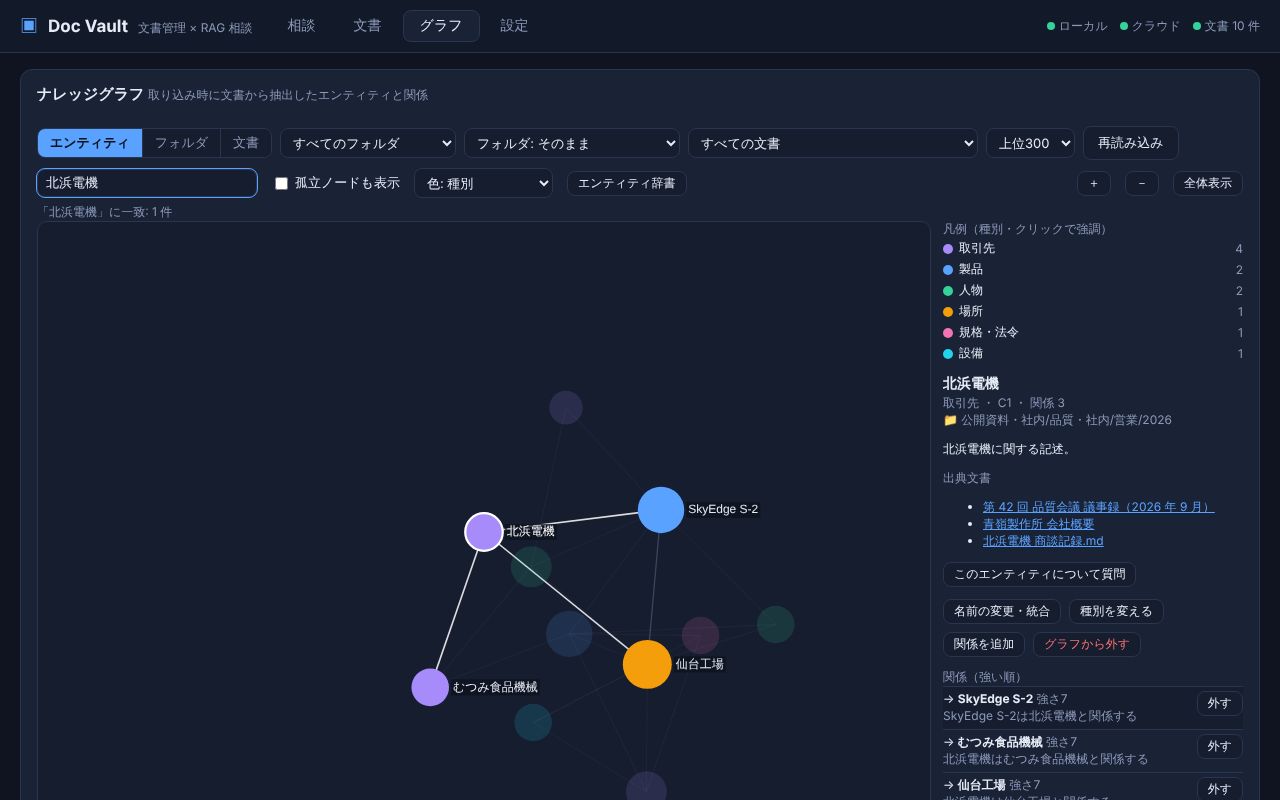 Doc Vault 文書管理 × RAG 相談 相談 文書 グラフ 設定 ローカル クラウド 文書 10 件
ナレッジグラフ 取り込み時に文書から抽出したエンティティと関係
エンティティ フォルダ 文書 すべてのフォルダ フォルダ: そのまま すべての文書 上位300 再読み込み
北浜電機 孤立ノードも表示 色: 種別 エンティティ辞書 + − 全体表示
「北浜電機」に一致: 1 件
SkyEdge S-2
北浜電機
仙台工場
むつみ食品機械
凡例（種別・クリックで強調）
取引先 4
製品 2
人物 2
場所 1
規格・法令 1
設備 1
北浜電機
取引先 ・ C1 ・ 関係 3
公開資料・社内/品質・社内/営業/2026
北浜電機に関する記述。
出典文書
第 42 回 品質会議 議事録（2026 年 9 月）
青嶺製作所 会社概要
北浜電機 商談記録.md
このエンティティについて質問
名前の変更・統合 種別を変える
関係を追加 グラフから外す
関係（強い順）
→ SkyEdge S-2 強さ7 外す
SkyEdge S-2は北浜電機と関係する
→ むつみ食品機械 強さ7 外す
北浜電機はむつみ食品機械と関係する
→ 仙台工場 強さ7 外す
北浜電機は仙台工場と関係する